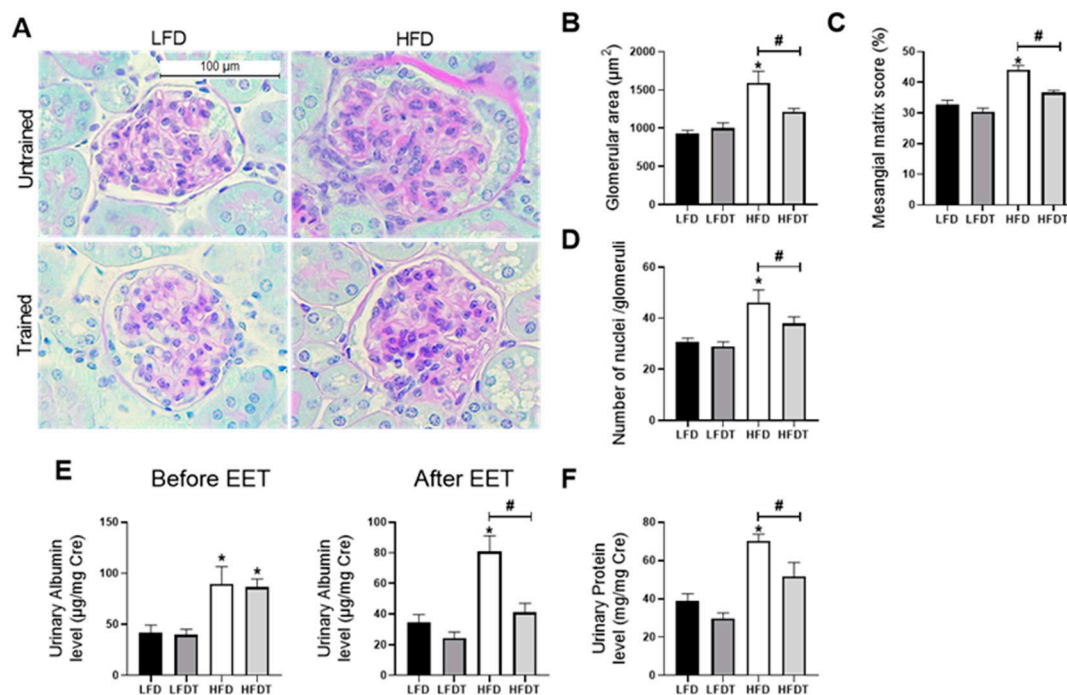 A
LFD
HFD
100 µm
Untrained
Trained
B
Glomerular area (µm²)
2000
1500
1000
500
0
*
#
LFD LFDT HFD HFDT
C
Mesangial matrix score (%)
50
40
30
20
10
0
*
#
LFD LFDT HFD HFDT
D
Number of nuclei /glomeruli
60
40
20
0
*
#
LFD LFDT HFD HFDT
E
Before EET
Urinary Albumin
level (µg/mg Cre)
150
100
50
0
*
*
LFD LFDT HFD HFDT
After EET
Urinary Albumin
level (µg/mg Cre)
100
80
60
40
20
0
*
#
LFD LFDT HFD HFDT
F
Urinary Protein
level (mg/mg Cre)
80
60
40
20
0
*
#
LFD LFDT HFD HFDT